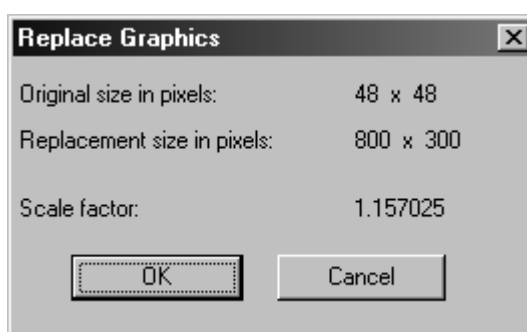 Replace Graphics
Original size in pixels: 48 x 48
Replacement size in pixels: 800 x 300
Scale factor: 1.157025
OK Cancel